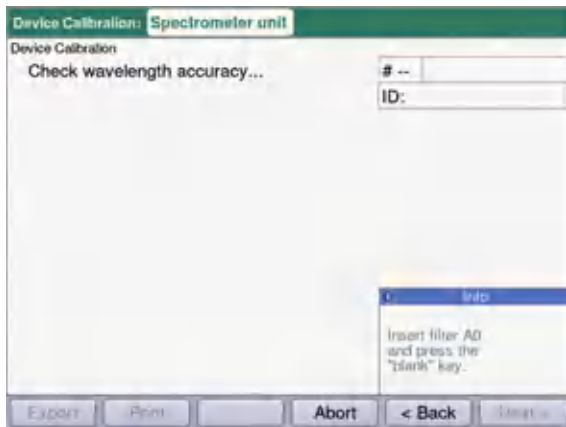 Device Calibration: Spectrometer unit
Device Calibration
Check wavelength accuracy...
# --
ID:
Info
Insert filter A0
and press the
"blank" key.
Export Print Abort < Back Next >